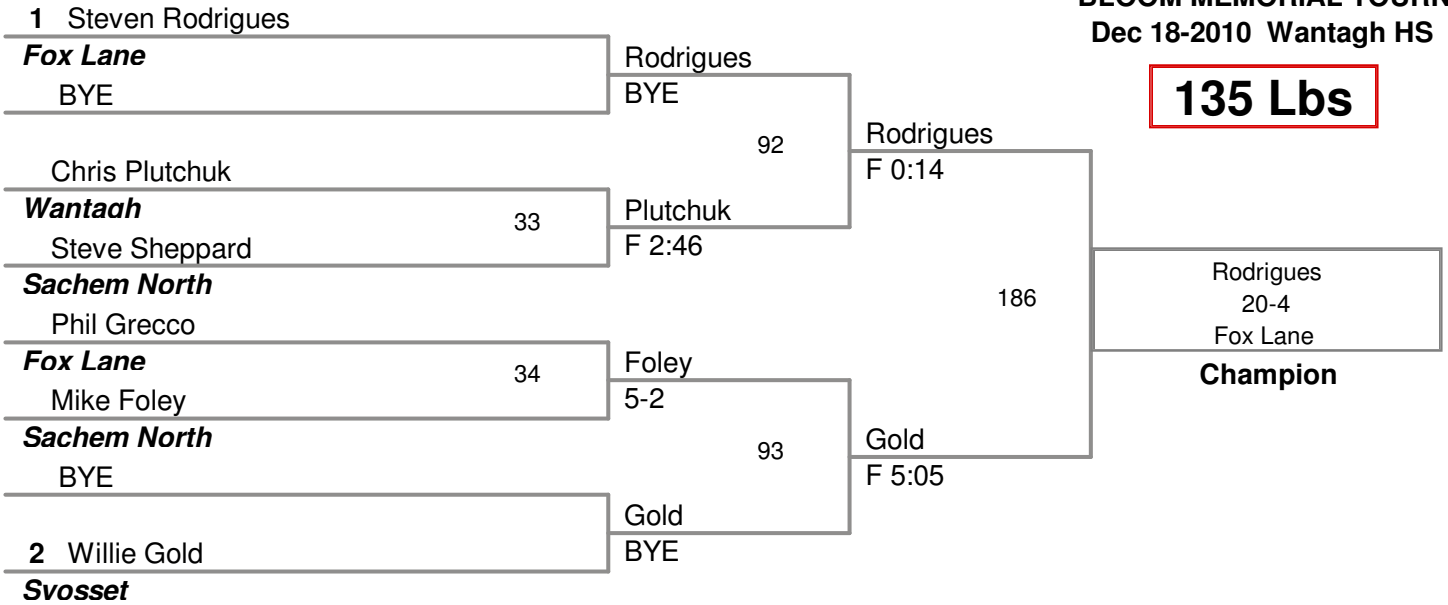 MEMORIAL
Dec 18-2010 Wantagh HS
135 Lbs
1 Steven Rodrigues
Fox Lane
BYE
Chris Plutchuk
Wantagh
Steve Sheppard
Sachem North
Phil Grecco
Fox Lane
Mike Foley
Sachem North
BYE
2 Willie Gold
Syosset
33
34
Rodrigues
BYE
Plutchuk
F 2:46
Foley
5-2
Gold
BYE
92
93
Rodrigues
F 0:14
Gold
F 5:05
186
Rodrigues
20-4
Fox Lane
Champion